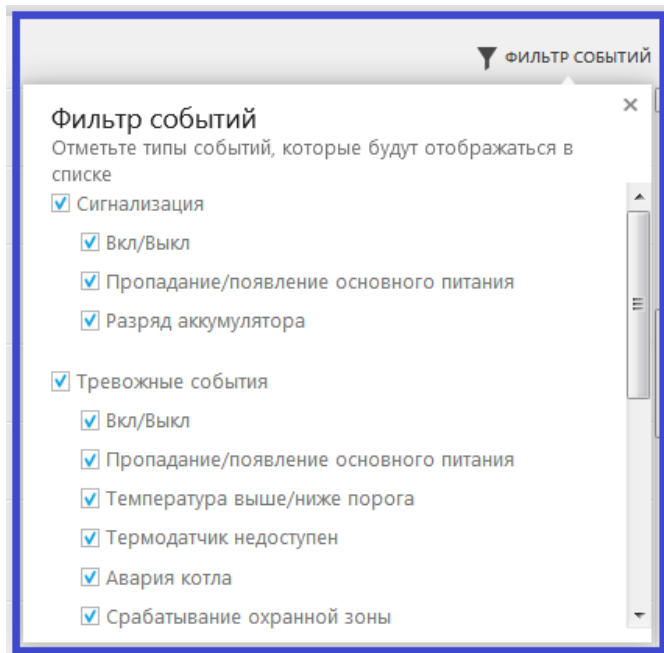 ФИЛЬТР СОБЫТИЙ
Фильтр событий
Отметьте типы событий, которые будут отображаться в
списке
Сигнализация
Вкл/Выкл
Пропадание/появление основного питания
Разряд аккумулятора
Тревожные события
Вкл/Выкл
Пропадание/появление основного питания
Температура выше/ниже порога
Термодатчик недоступен
Авария котла
Срабатывание охранной зоны